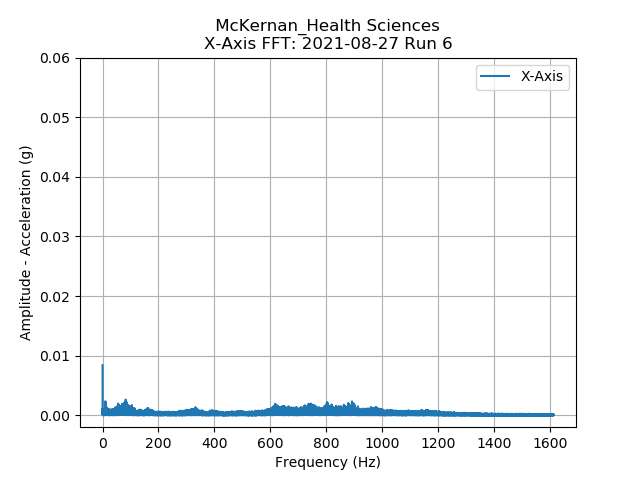 McKernan_Health Sciences
X-Axis FFT: 2021-08-27 Run 6
X-Axis
0.06
0.05
0.04
0.03
0.02
0.01
0.00
Amplitude - Acceleration (g)
0 200 400 600 800 1000 1200 1400 1600
Frequency (Hz)